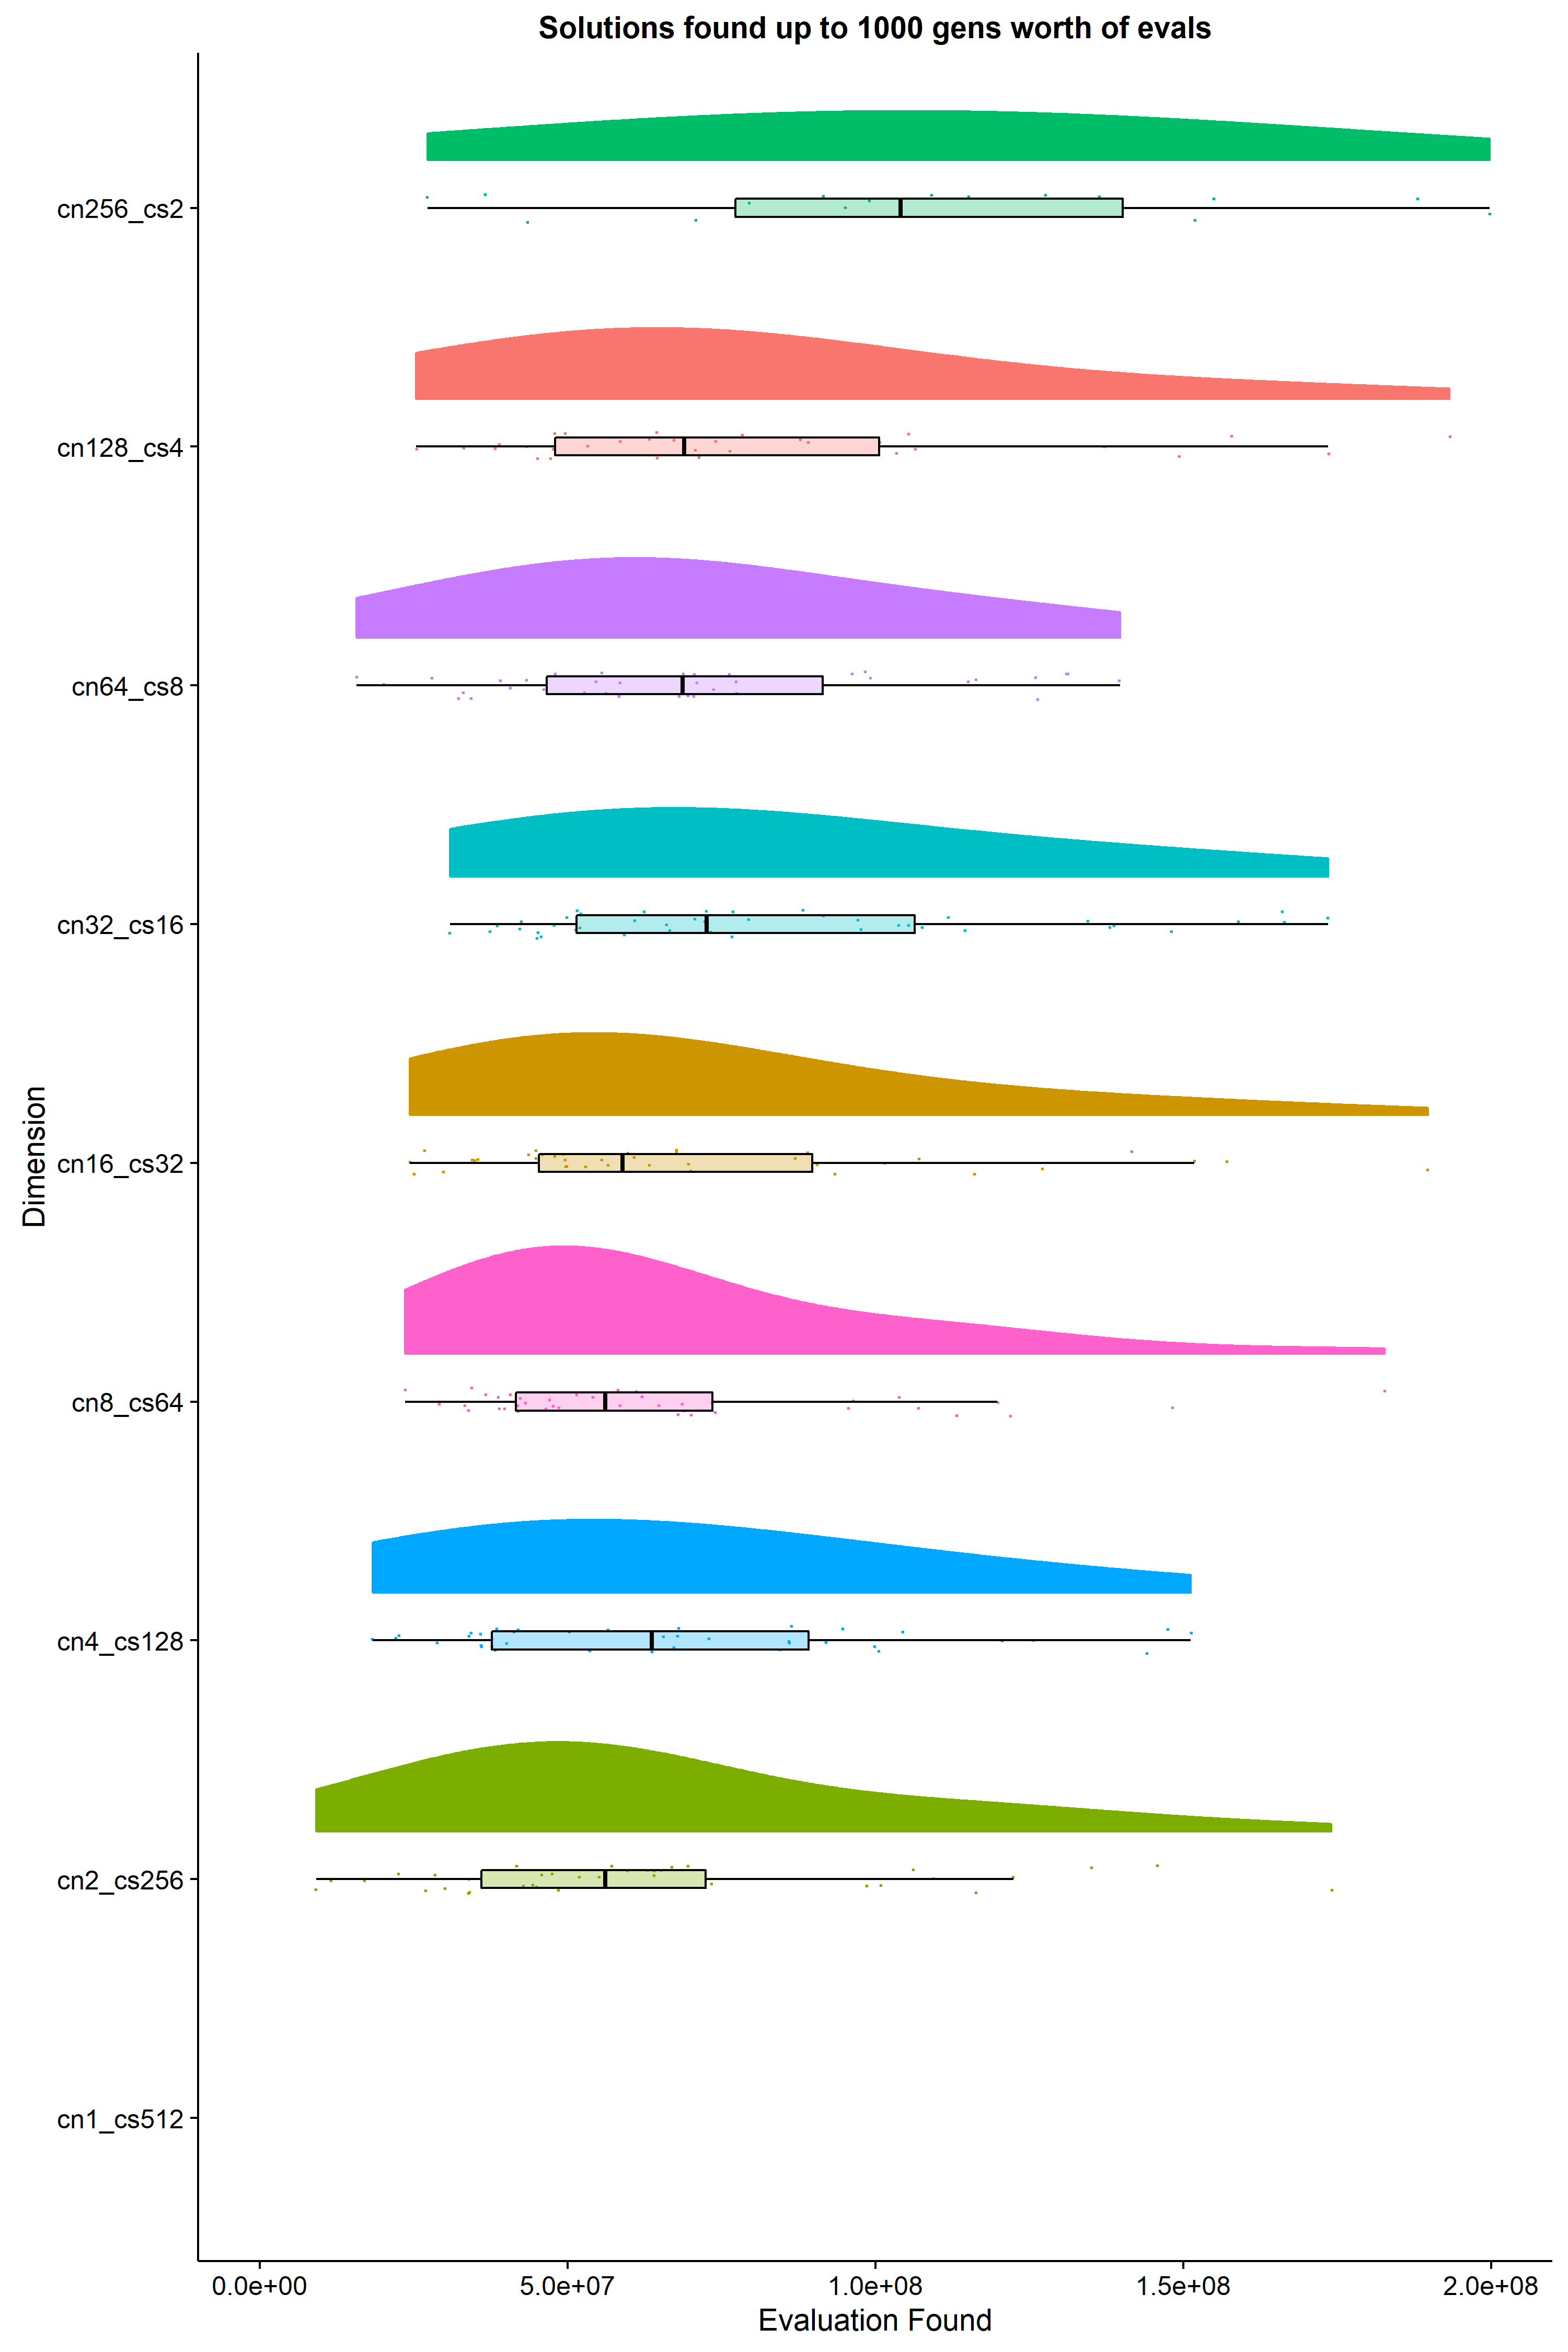 Solutions found up to 1000 gens worth of evals
cn256_cs2
cn128_cs4
cn64_cs8
cn32_cs16
cn16_cs32
cn8_cs64
cn4_cs128
cn2_cs256
cn1_cs512
Dimension
0.0e+00 5.0e+07 1.0e+08 1.5e+08 2.0e+08
Evaluation Found